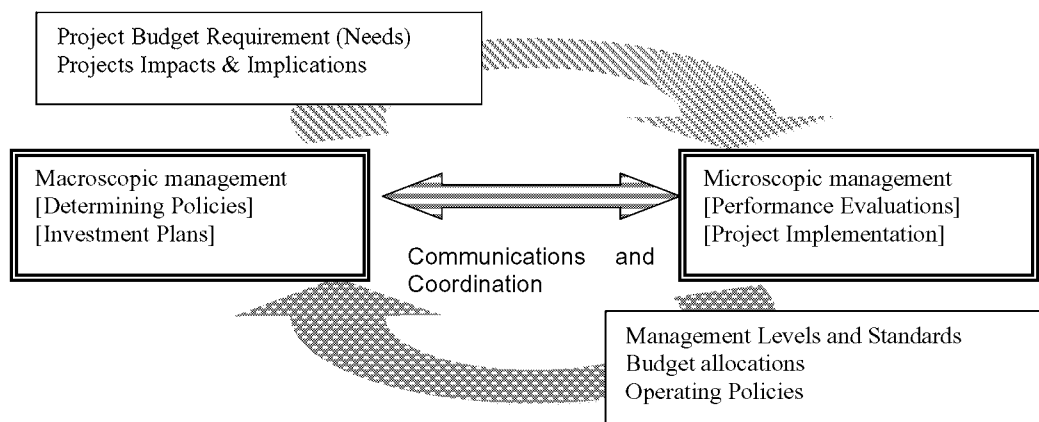 Project Budget Requirement (Needs)
Projects Impacts & Implications
Macroscopic management
[Determining Policies]
[Investment Plans]
Microscopic management
[Performance Evaluations]
[Project Implementation]
Communications and
Coordination
Management Levels and Standards
Budget allocations
Operating Policies